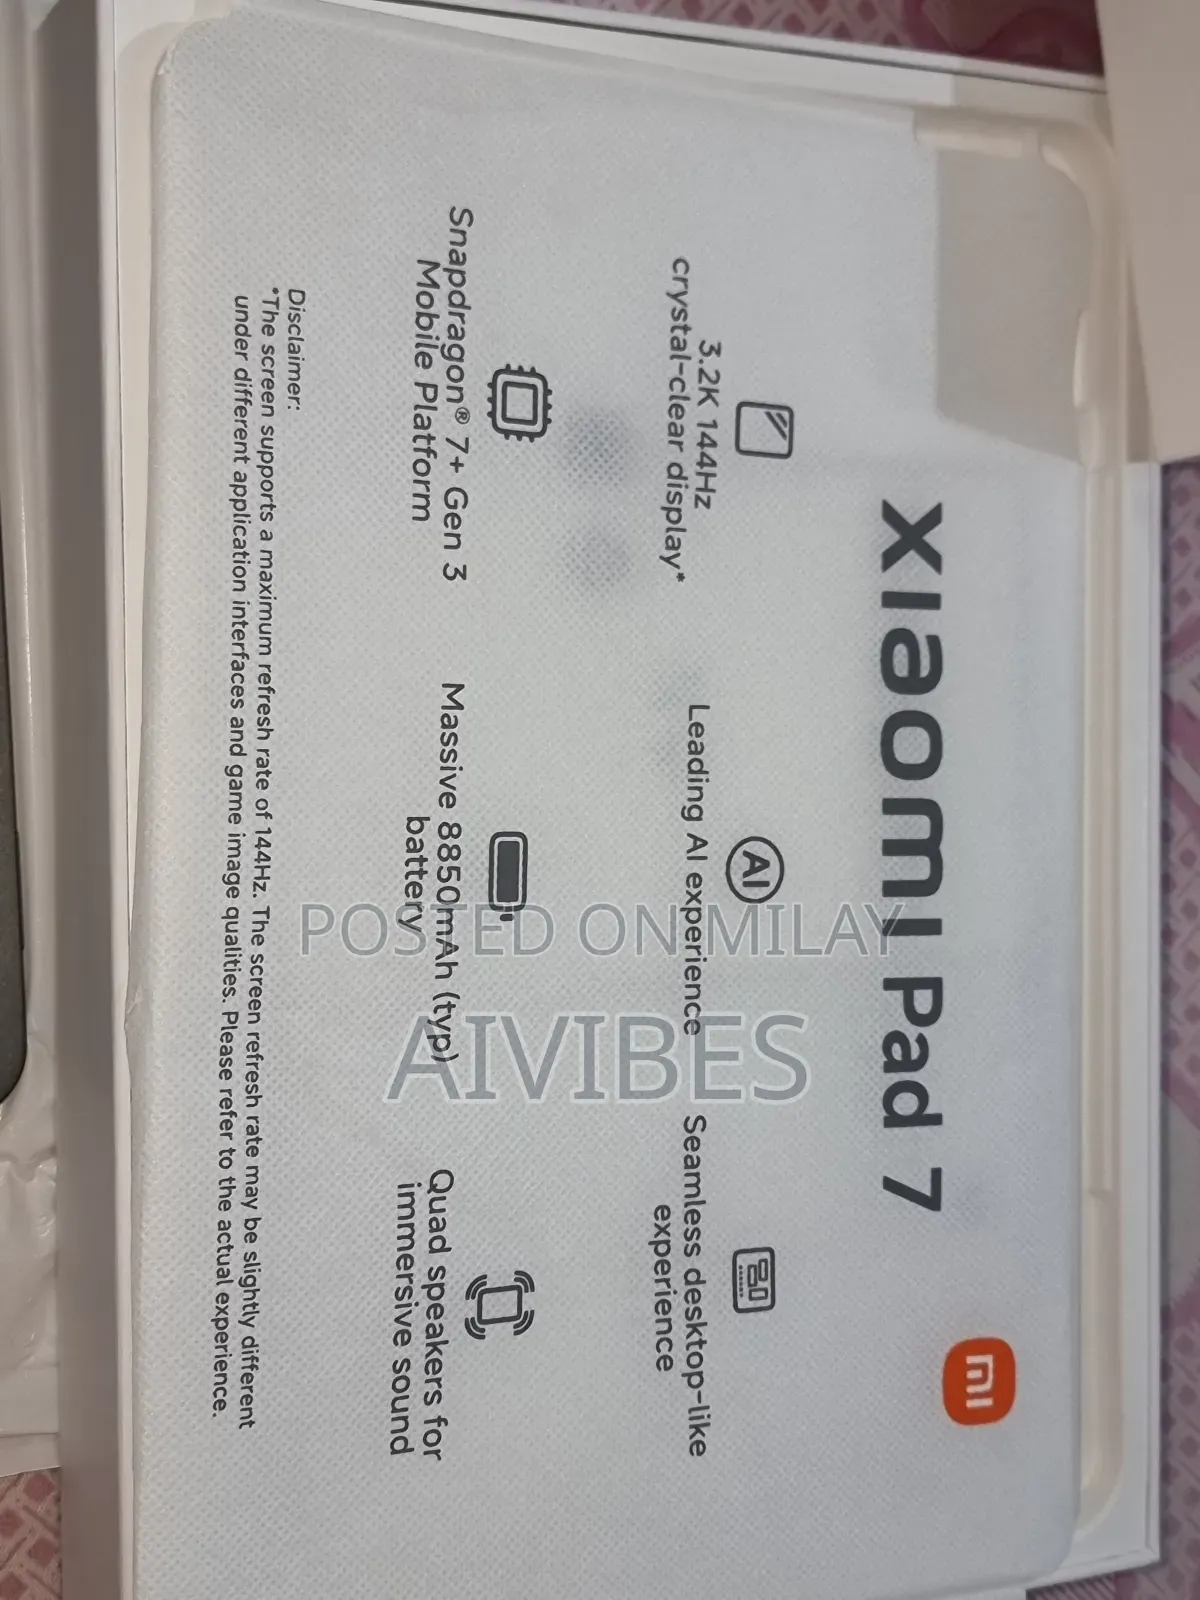 xıaomı Pad 7
mı
3.2K 144Hz
crystal-clear display*
AI
Leading AI experience
Seamless desktop-like
experience
Snapdragon® 7+ Gen 3
Mobile Platform
Massive 8850mAh (typ)
battery
Quad speakers for
immersive sound
Disclaimer:
*The screen supports a maximum refresh rate of 144Hz. The screen refresh rate may be slightly different
under different application interfaces and game image qualities. Please refer to the actual experience.
POSTED ON MILAY
AIVIBES